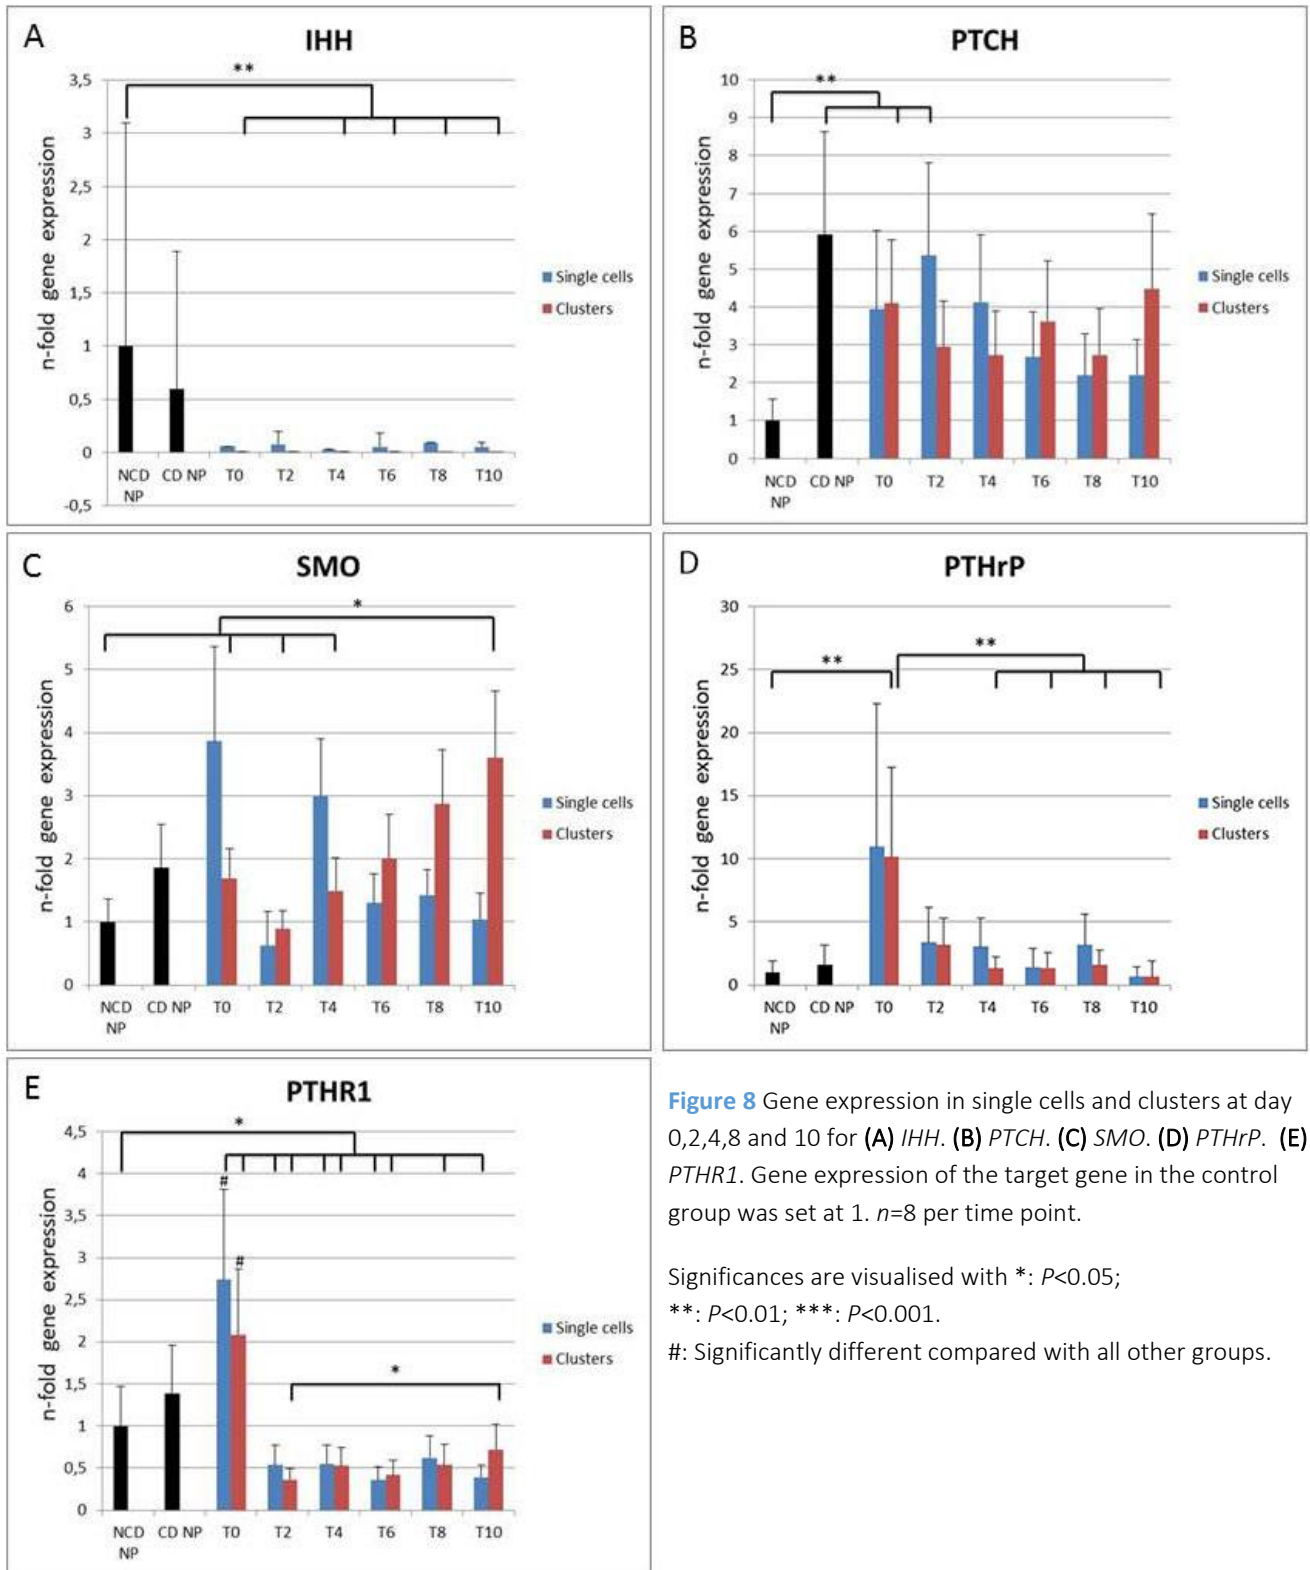 A
IHH
**
3,5
3
2,5
2
1,5
1
0,5
0
-0,5
n-fold gene expression
NCD NP
CD NP
T0
T2
T4
T6
T8
T10
Single cells
Clusters
B
PTCH
**
10
9
8
7
6
5
4
3
2
1
0
n-fold gene expression
NCD NP
CD NP
T0
T2
T4
T6
T8
T10
Single cells
Clusters
C
SMO
*
6
5
4
3
2
1
0
n-fold gene expression
NCD NP
CD NP
T0
T2
T4
T6
T8
T10
Single cells
Clusters
D
PTHrP
**
**
30
25
20
15
10
5
0
n-fold gene expression
NCD NP
CD NP
T0
T2
T4
T6
T8
T10
Single cells
Clusters
E
PTHR1
*
#
#
*
4,5
4
3,5
3
2,5
2
1,5
1
0,5
0
n-fold gene expression
NCD NP
CD NP
T0
T2
T4
T6
T8
T10
Single cells
Clusters
Figure 8 Gene expression in single cells and clusters at day
0,2,4,8 and 10 for (A) IHH. (B) PTCH. (C) SMO. (D) PTHrP. (E)
PTHR1. Gene expression of the target gene in the control
group was set at 1. n=8 per time point.
Significances are visualised with *: P<0.05;
**: P<0.01; ***: P<0.001.
#: Significantly different compared with all other groups.